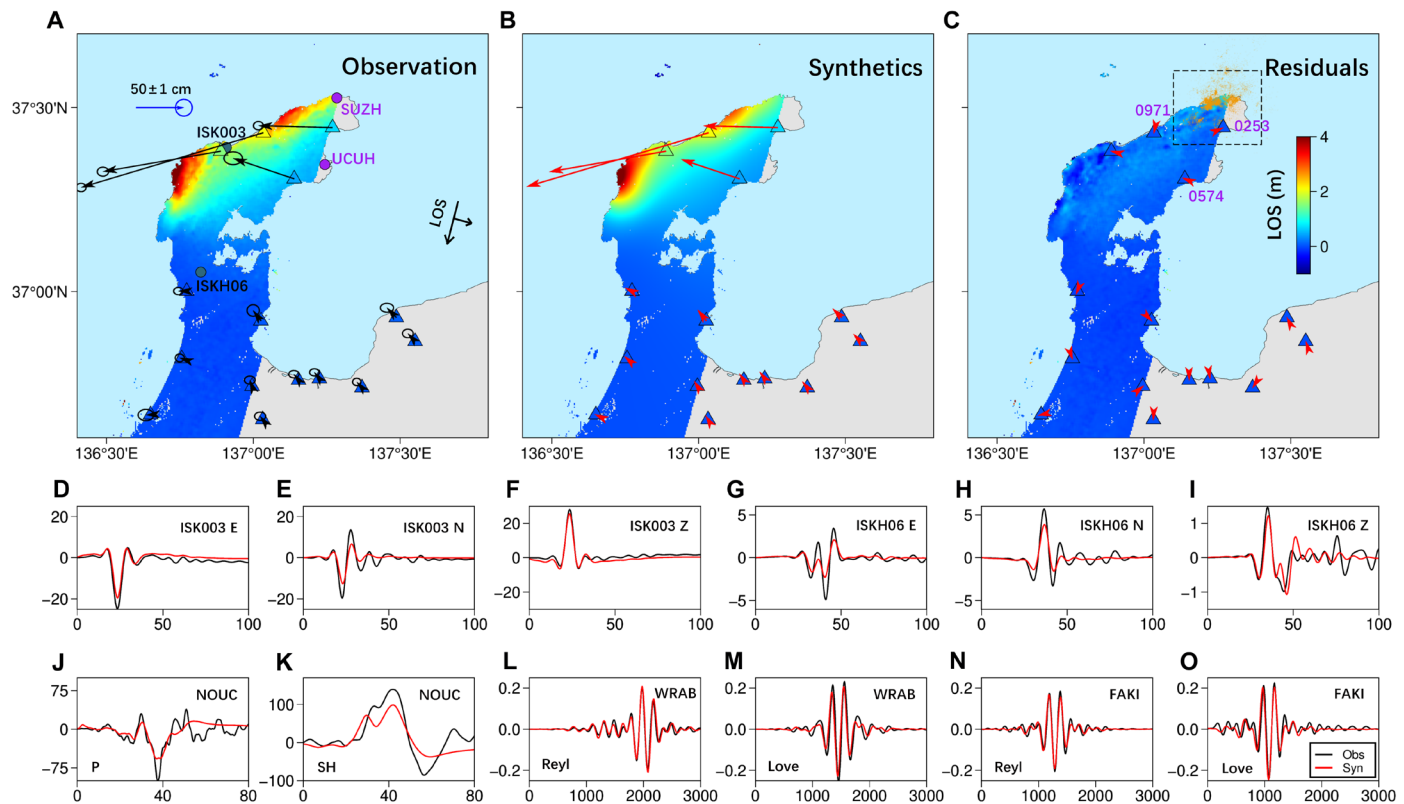 A
B
C
Observation
Synthetics
Residuals
50±1 cm
37°30'N
SUZH
ISK003
UCUH
LOS
ISKH06
37°00'N
0971
0253
0574
4
2
0
LOS (m)
136°30'E
137°00'E
137°30'E
136°30'E
137°00'E
137°30'E
136°30'E
137°00'E
137°30'E
D
E
F
G
H
I
20
0
−20
ISK003 E
0
50
100
20
0
−20
ISK003 N
0
50
100
20
0
−20
ISK003 Z
0
50
100
5
0
−5
ISKH06 E
0
50
100
5
0
−5
ISKH06 N
0
50
100
1
0
−1
ISKH06 Z
0
50
100
J
K
L
M
N
O
75
0
−75
NOUC
P
0
40
80
100
0
−100
NOUC
SH
0
40
80
0.2
0.0
−0.2
WRAB
Reyl
0
1000
2000
3000
0.2
0.0
−0.2
WRAB
Love
0
1000
2000
3000
0.2
0.0
−0.2
FAKI
Reyl
0
1000
2000
3000
0.2
0.0
−0.2
FAKI
Love
Obs
Syn
0
1000
2000
3000